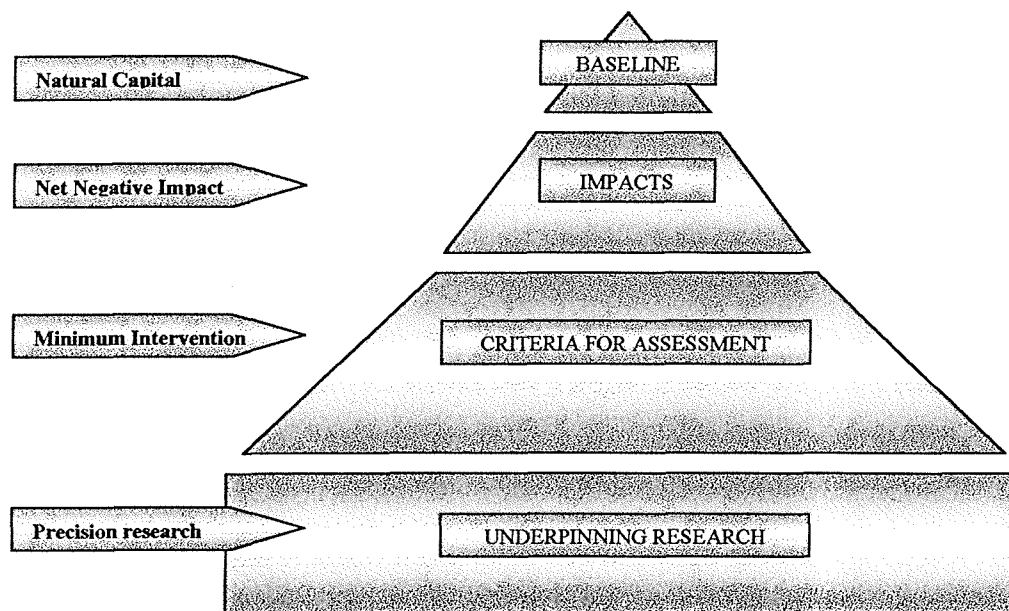 Natural Capital
BASELINE
Net Negative Impact
IMPACTS
Minimum Intervention
CRITERIA FOR ASSESSMENT
Precision research
UNDERPINNING RESEARCH